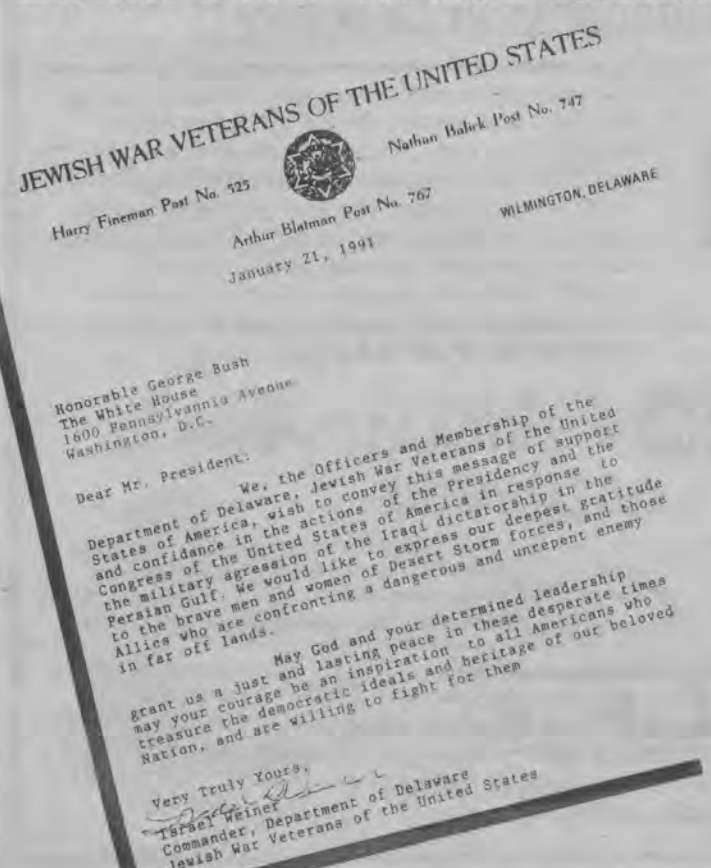 JEWISH WAR VETERANS OF THE UNITED STATES
Harry Fineman Post No. 525
Nathan Balick Post No. 747
Arthur Blatman Post No. 767
WILMINGTON, DELAWARE
January 21, 1991
Honorable George Bush
The White House
1600 Pennsylvannia Avenue
Washington, D.C.
Dear Mr. President:
We, the Officers and Membership of the
Department of Delaware, Jewish War Veterans of the United
States of America, wish to convey this message of support
and confidance in the actions of the Presidency and the
Congress of the United States of America in response to
the military agression of the Iraqi dictatorship in the
Persian Gulf. We would like to express our deepest gratitude
to the brave men and women of Desert Storm forces, and those
Allies who are confronting a dangerous and unrepent enemy
in far off lands.
May God and your determined leadership
grant us a just and lasting peace in these desperate times
may your courage be an inspiration to all Americans who
treasure the democratic ideals and heritage of our beloved
Nation, and are willing to fight for them
Very Truly Yours,
Israel Weiner
Commander, Department of Delaware
Jewish War Veterans of the United States